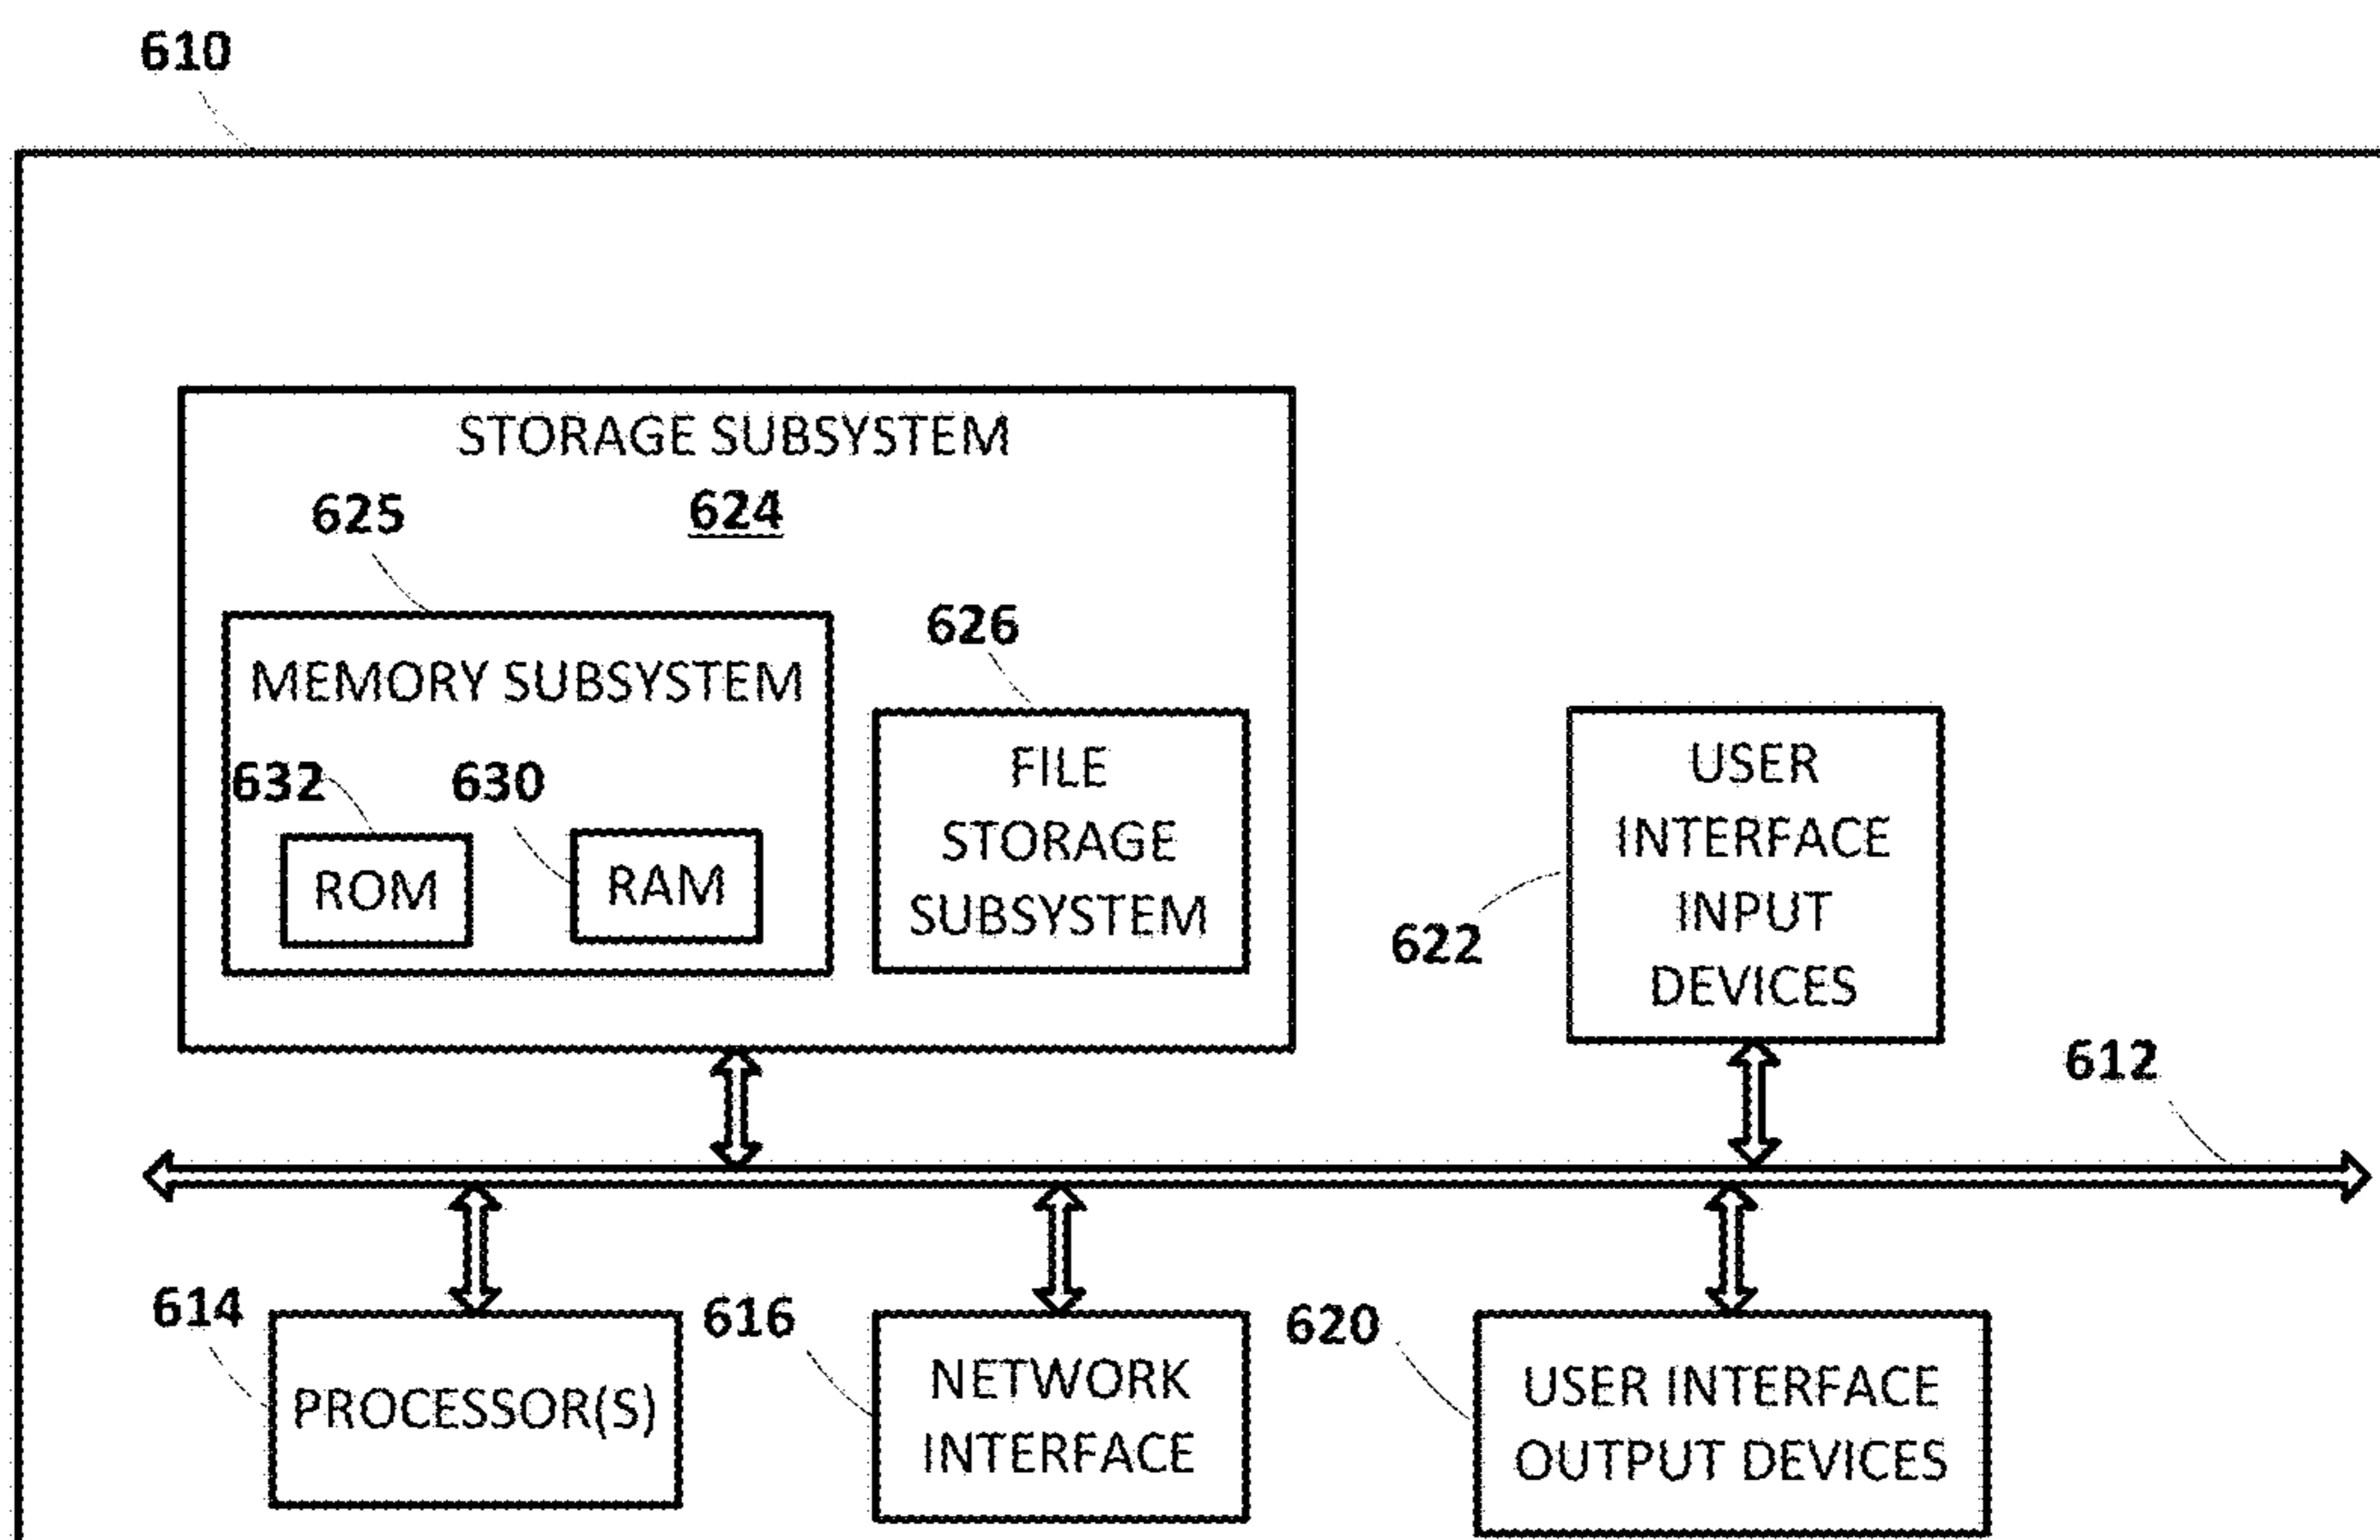 610
STORAGE SUBSYSTEM
624
625
MEMORY SUBSYSTEM
632
630
ROM
RAM
626
FILE
STORAGE
SUBSYSTEM
USER
INTERFACE
INPUT
DEVICES
622
612
614
PROCESSOR(S)
616
NETWORK
INTERFACE
620
USER INTERFACE
OUTPUT DEVICES